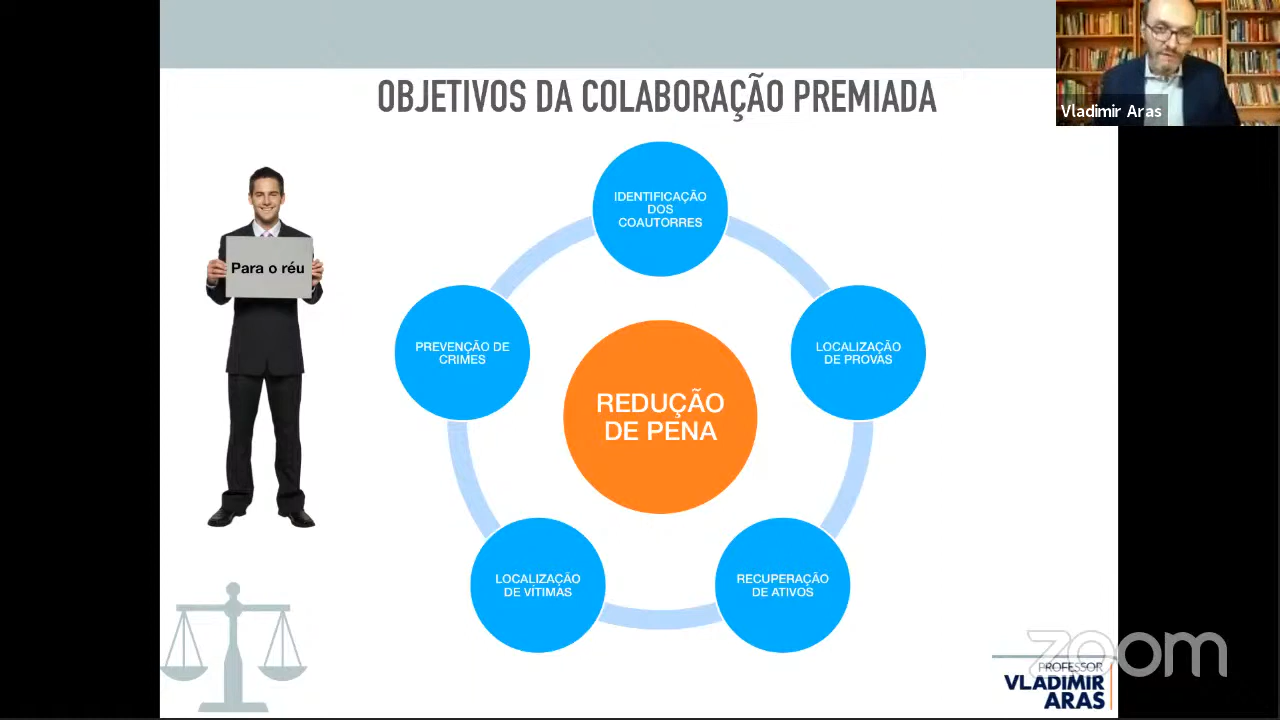 OBJETIVOS DA COLABORAÇÃO PREMIADA
Vladimir Aras
IDENTIFICAÇÃO
DOS
COAUTORRES
Para o réu
PREVENÇÃO DE
CRIMES
LOCALIZAÇÃO
DE PROVAS
REDUÇÃO
DE PENA
LOCALIZAÇÃO
DE VÍTIMAS
RECUPERAÇÃO
DE ATIVOS
zoom
PROFESSOR
VLADIMIR
ARAS